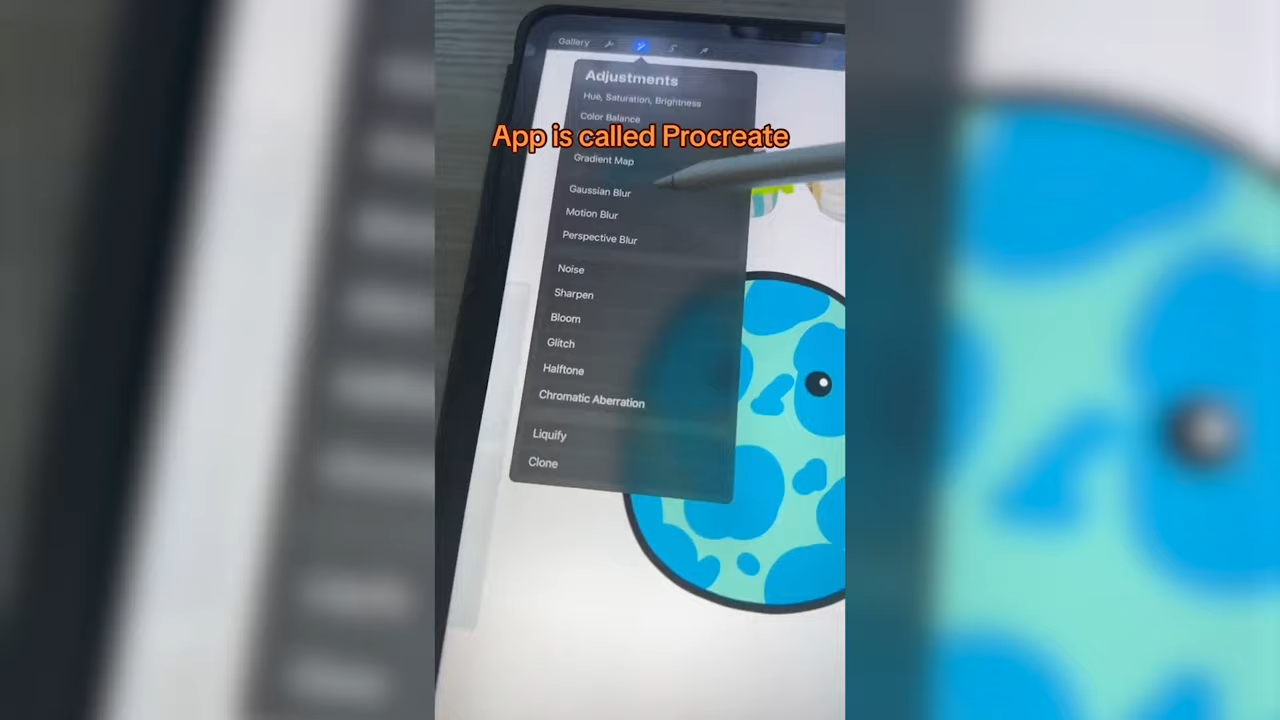 Gallery
Adjustments
Hue, Saturation, Brightness
Color Balance
App is called Procreate
Gradient Map
Gaussian Blur
Motion Blur
Perspective Blur
Noise
Sharpen
Bloom
Glitch
Halftone
Chromatic Aberration
Liquify
Clone